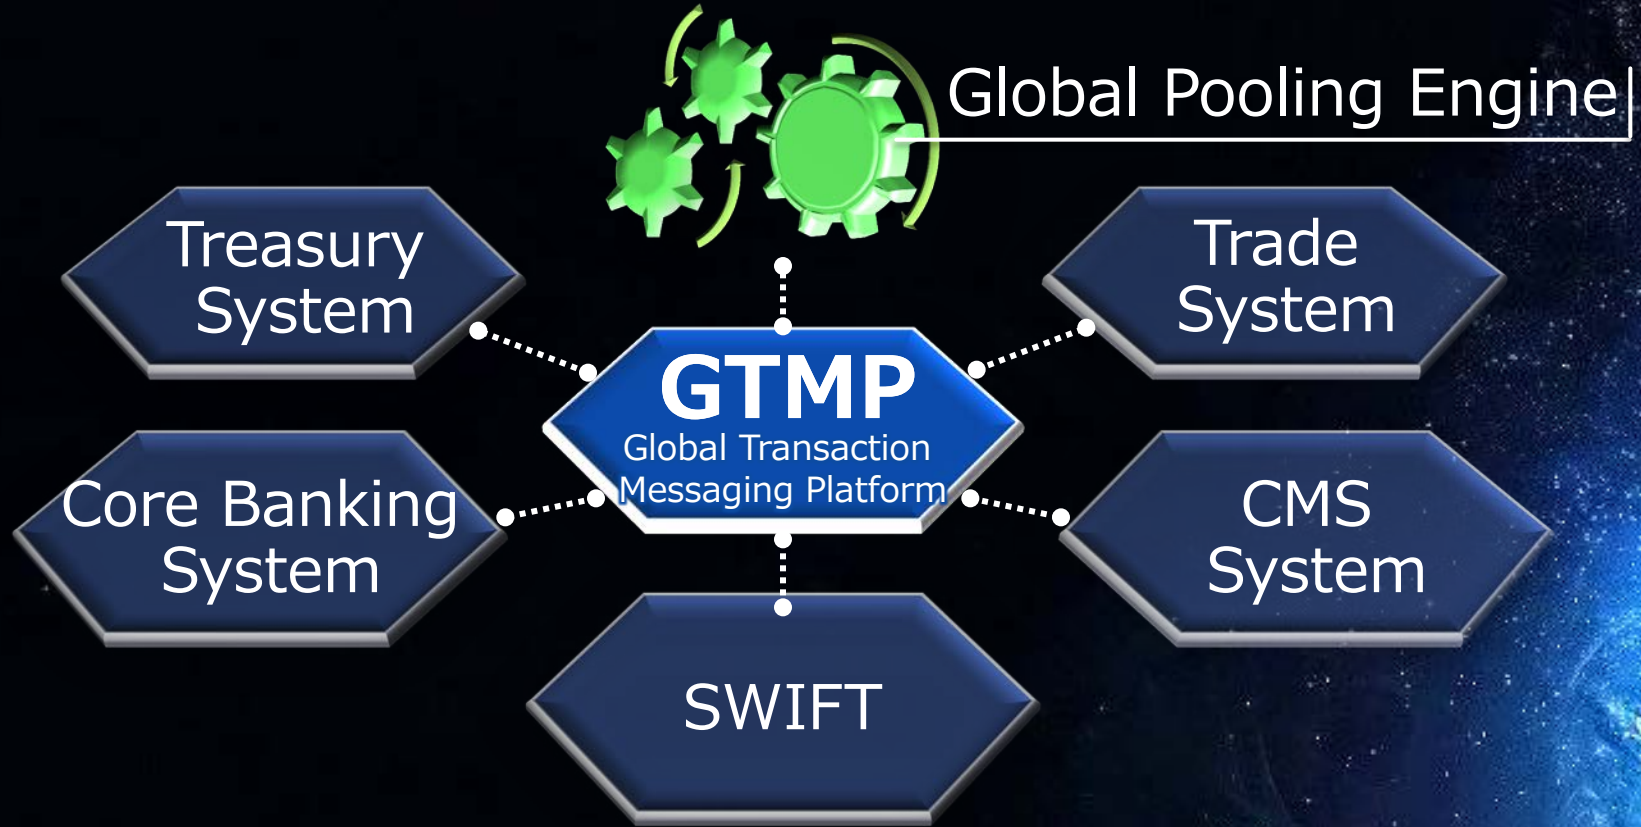 Global Pooling Engine
Treasury
System
Trade
System
GTMP
Global Transaction
Messaging Platform
Core Banking
System
CMS
System
SWIFT